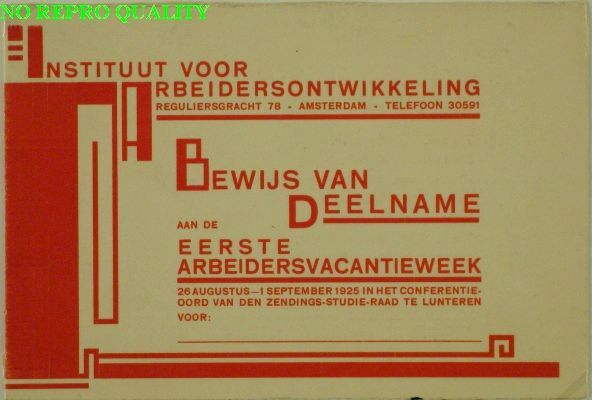 NO REPRO QUALITY
INSTITUUT VOOR
ARBEIDERSONTWIKKELING
REGULIERSGRACHT 78 - AMSTERDAM - TELEFOON 30591
BEWIJS VAN
DEELNAME
AAN DE
EERSTE
ARBEIDERSVACANTIEWEEK
26 AUGUSTUS—1 SEPTEMBER 1925 IN HET CONFERENTIE-
OORD VAN DEN ZENDINGS-STUDIE-RAAD TE LUNTEREN
VOOR: